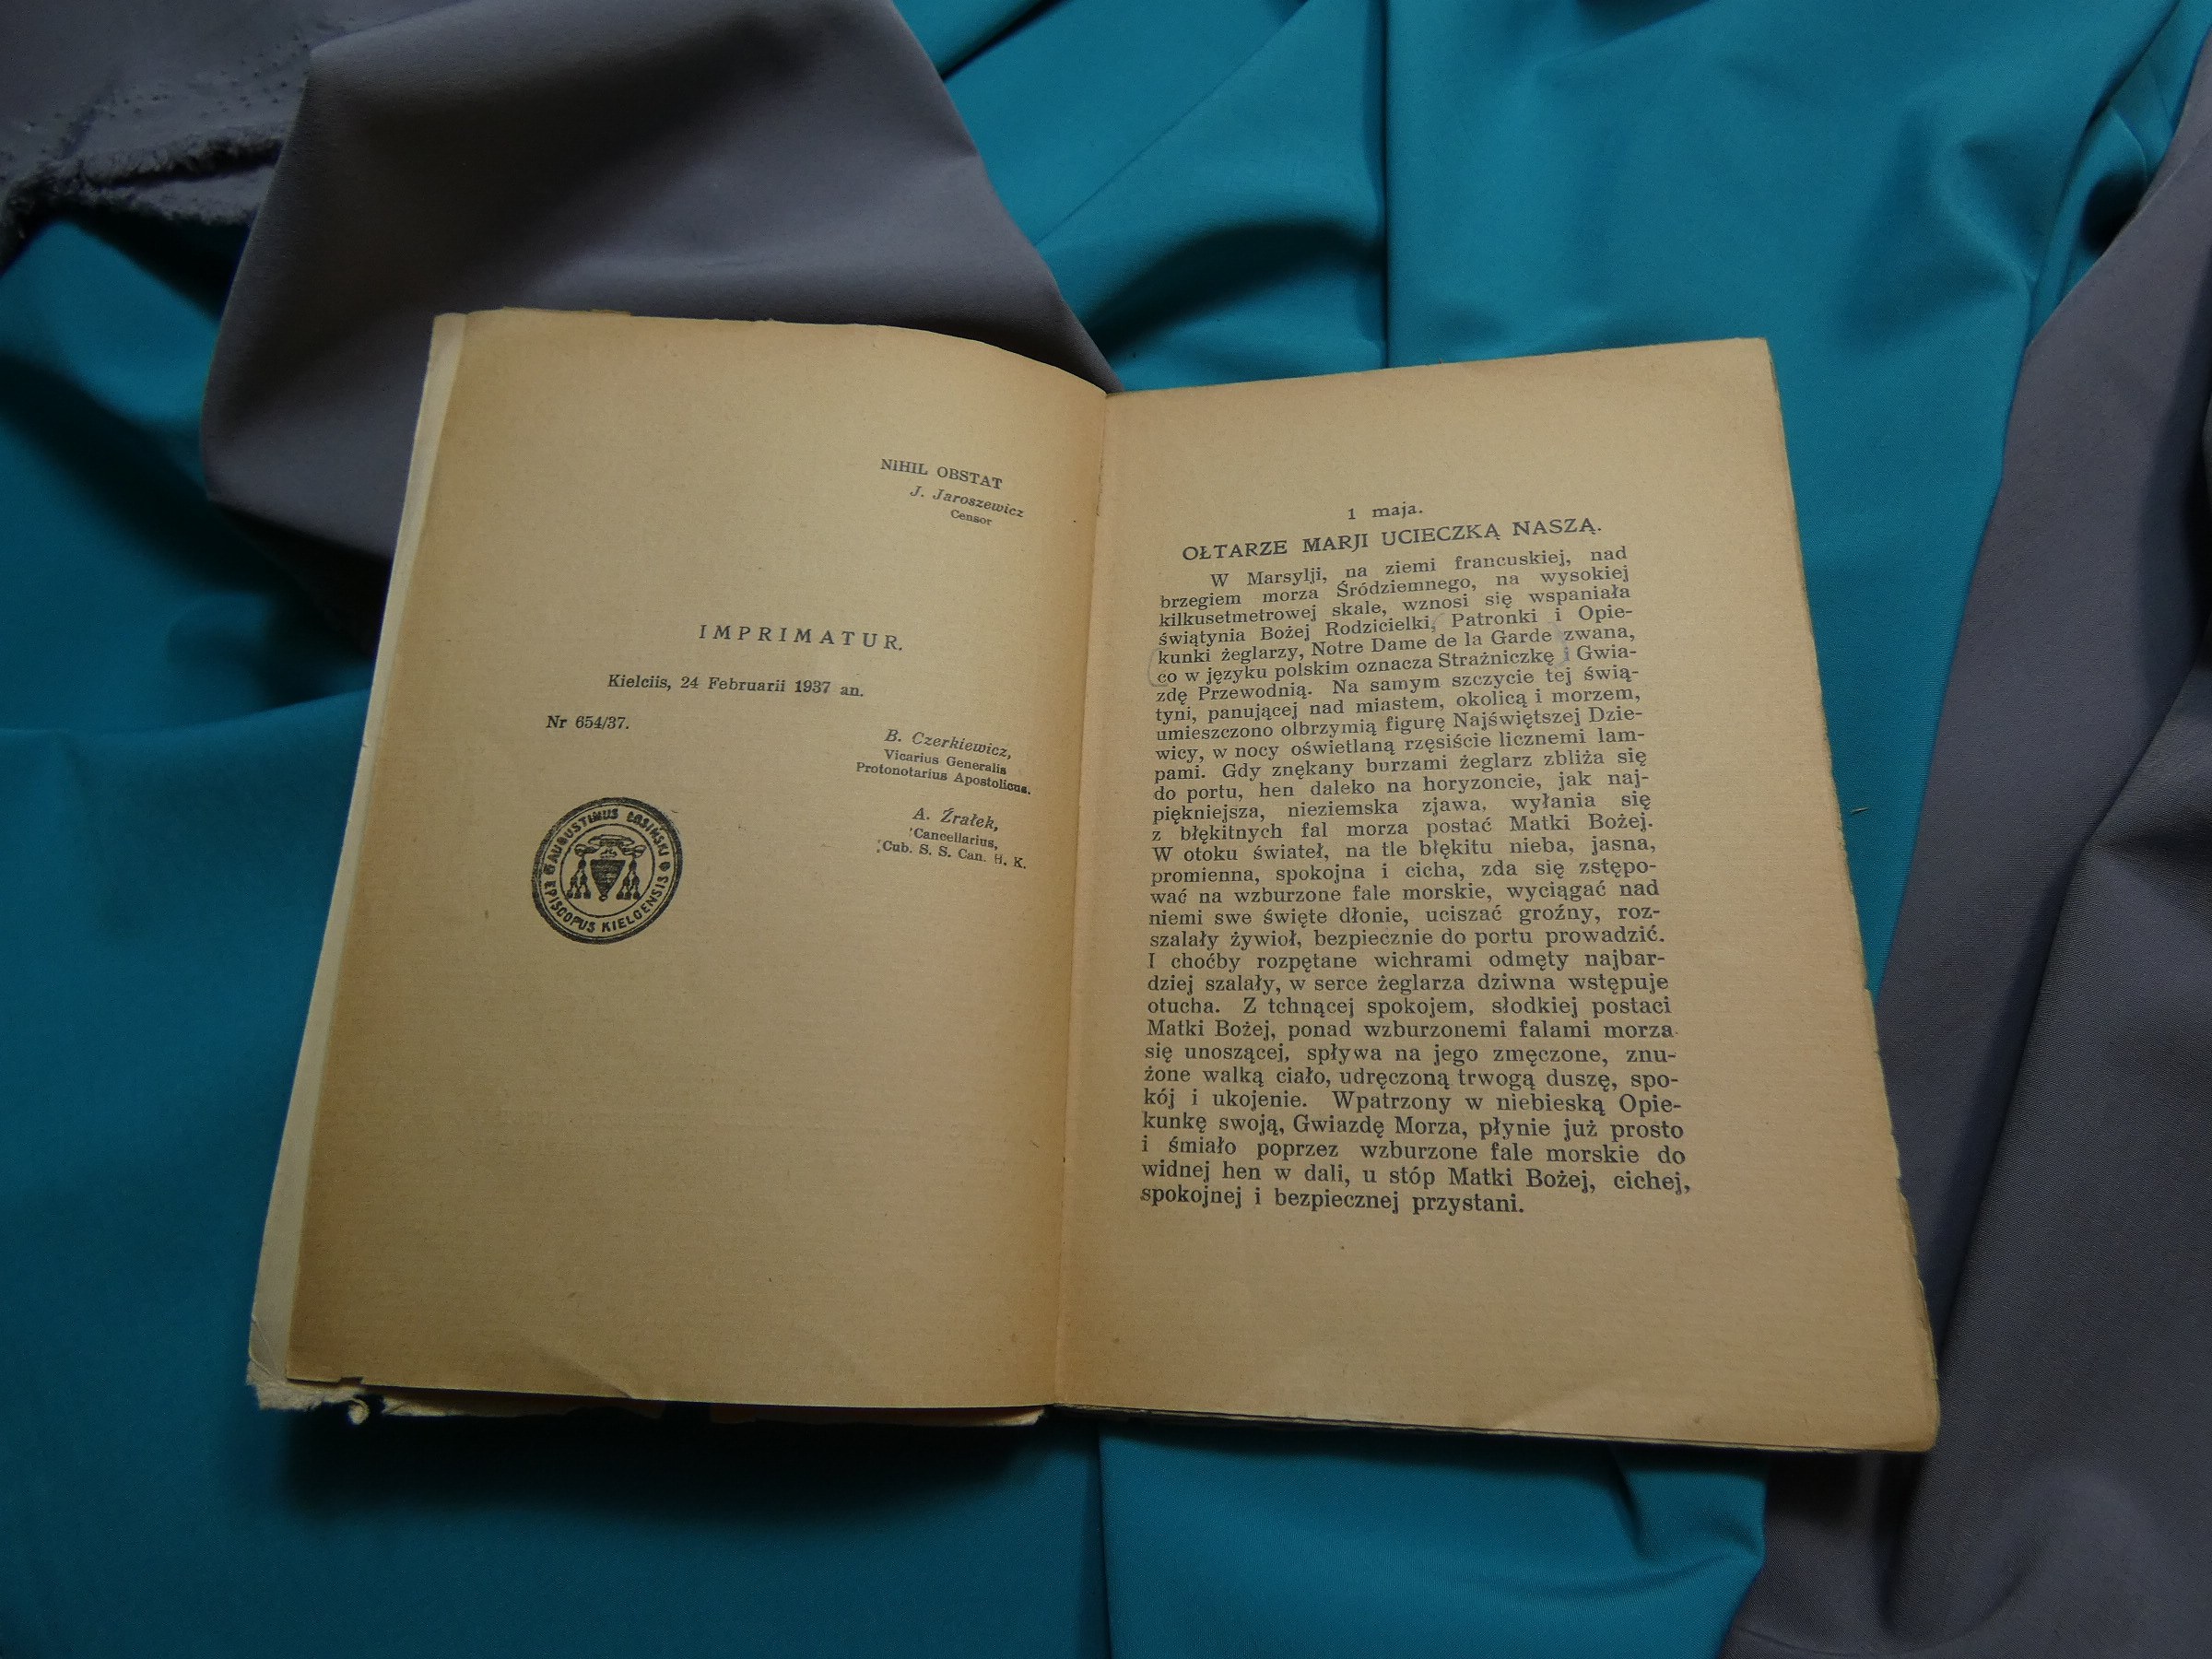 NiHIL OBSTAT
J. Jaroszewicz
Censor
IMPRIMATUR.
Kielciis, 24 Februarii 1937 an.
Nr 654/37.
B. Czerkiewicz,
Vicarius Generalis
Protonotarius Apostolicus.
A. Źrałek,
Cancellarius,
Cub. S. S. Can. H. K.
AUGUSTINUS ŁOSIŃSKI
EPISCOPUS KIELCENSIS
1 maja.
OŁTARZE MARJI UCIECZKĄ NASZĄ.
W Marsylji, na ziemi francuskiej, nad
brzegiem morza Śródziemnego, na wysokiej
kilkusetmetrowej skale, wznosi się wspaniała
świątynia Bożej Rodzicielki, Patronki i Opie-
kunki żeglarzy, Notre Dame de la Garde zwana,
co w języku polskim oznacza Strażniczkę i Gwia-
zdę Przewodnią. Na samym szczycie tej świą-
tyni, panującej nad miastem, okolicą i morzem,
umieszczono olbrzymią figurę Najświętszej Dzie-
wicy, w nocy oświetlaną rzęsiście licznemi lam-
pami. Gdy znękany burzami żeglarz zbliża się
do portu, hen daleko na horyzoncie, jak naj-
piękniejsza, nieziemska zjawa, wyłania się
z błękitnych fal morza postać Matki Bożej.
W otoku świateł, na tle błękitu nieba, jasna,
promienna, spokojna i cicha, zda się zstępo-
wać na wzburzone fale morskie, wyciągać nad
niemi swe święte dłonie, uciszać groźny, roz-
szalały żywioł, bezpiecznie do portu prowadzić.
I choćby rozpętane wichrami odmęty najbar-
dziej szalały, w serce żeglarza dziwna wstępuje
otucha. Z tchnącej spokojem, słodkiej postaci
Matki Bożej, ponad wzburzonemi falami morza
się unoszącej, spływa na jego zmęczone, znu-
żone walką ciało, udręczoną trwogą duszę, spo-
kój i ukojenie. Wpatrzony w niebieską Opie-
kunkę swoją, Gwiazdę Morza, płynie już prosto
i śmiało poprzez wzburzone fale morskie do
widnej hen w dali, u stóp Matki Bożej, cichej,
spokojnej i bezpiecznej przystani.